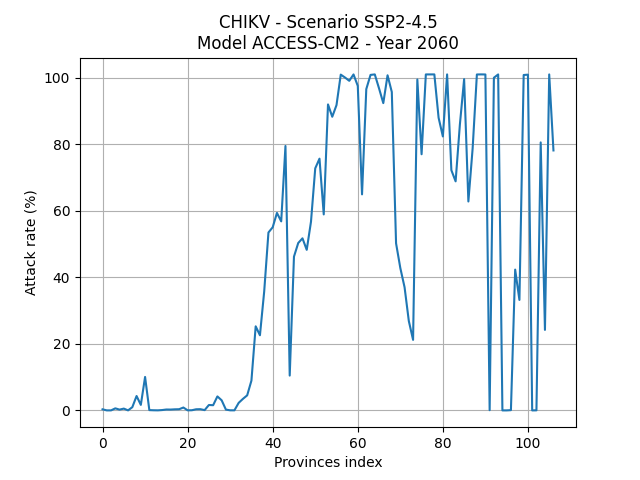 CHIKV - Scenario SSP2-4.5
Model ACCESS-CM2 - Year 2060
100
80
60
40
20
0
Attack rate (%)
0 20 40 60 80 100
Provinces index